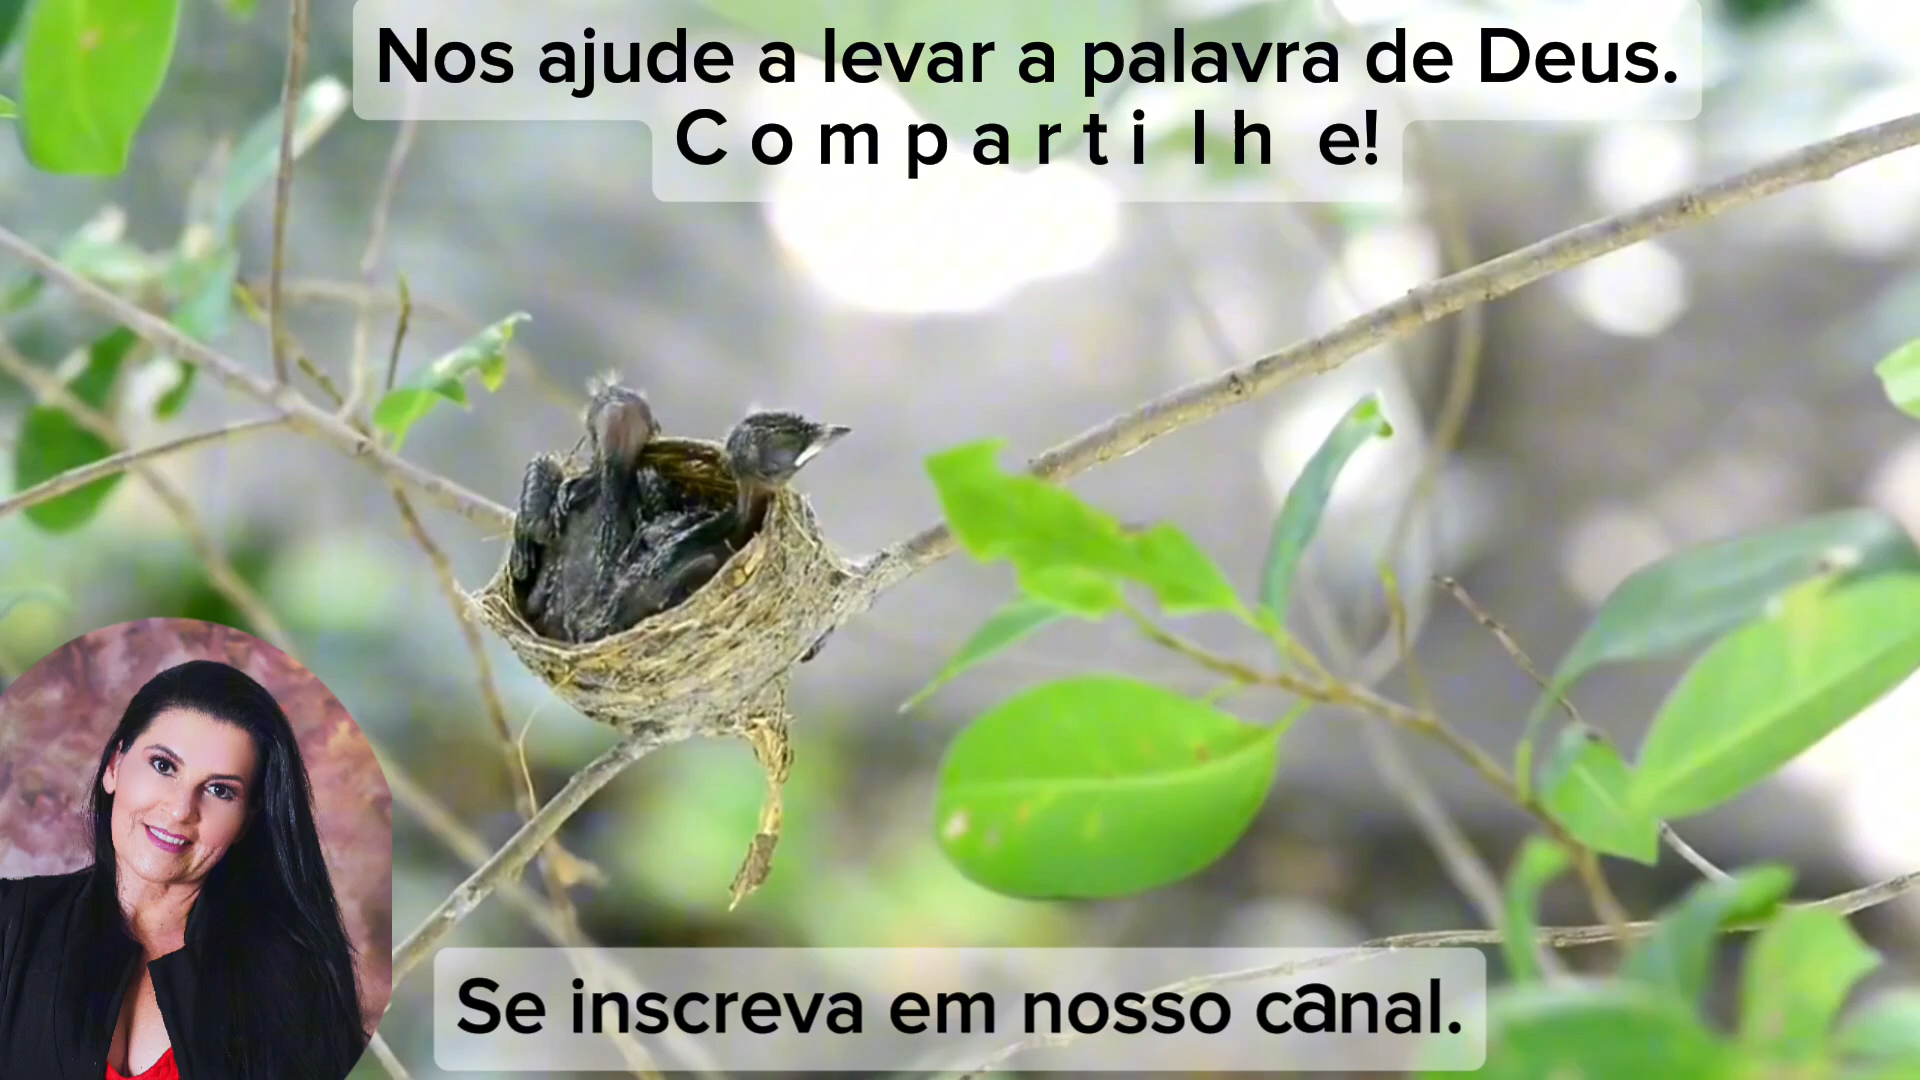 Nos ajude a levar a palavra de Deus.
C o m p a r t i l h e!
Se inscreva em nosso canal.